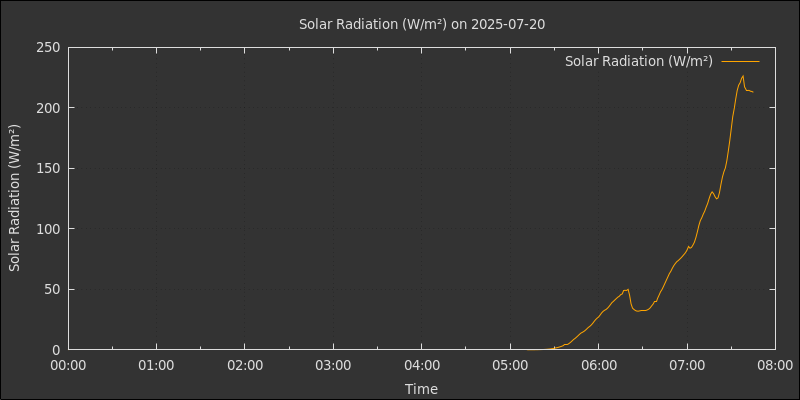 Solar Radiation (W/m²) on 2025-07-20
Solar Radiation (W/m²)
Solar Radiation (W/m²)
250
200
150
100
50
0
00:00 01:00 02:00 03:00 04:00 05:00 06:00 07:00 08:00
Time